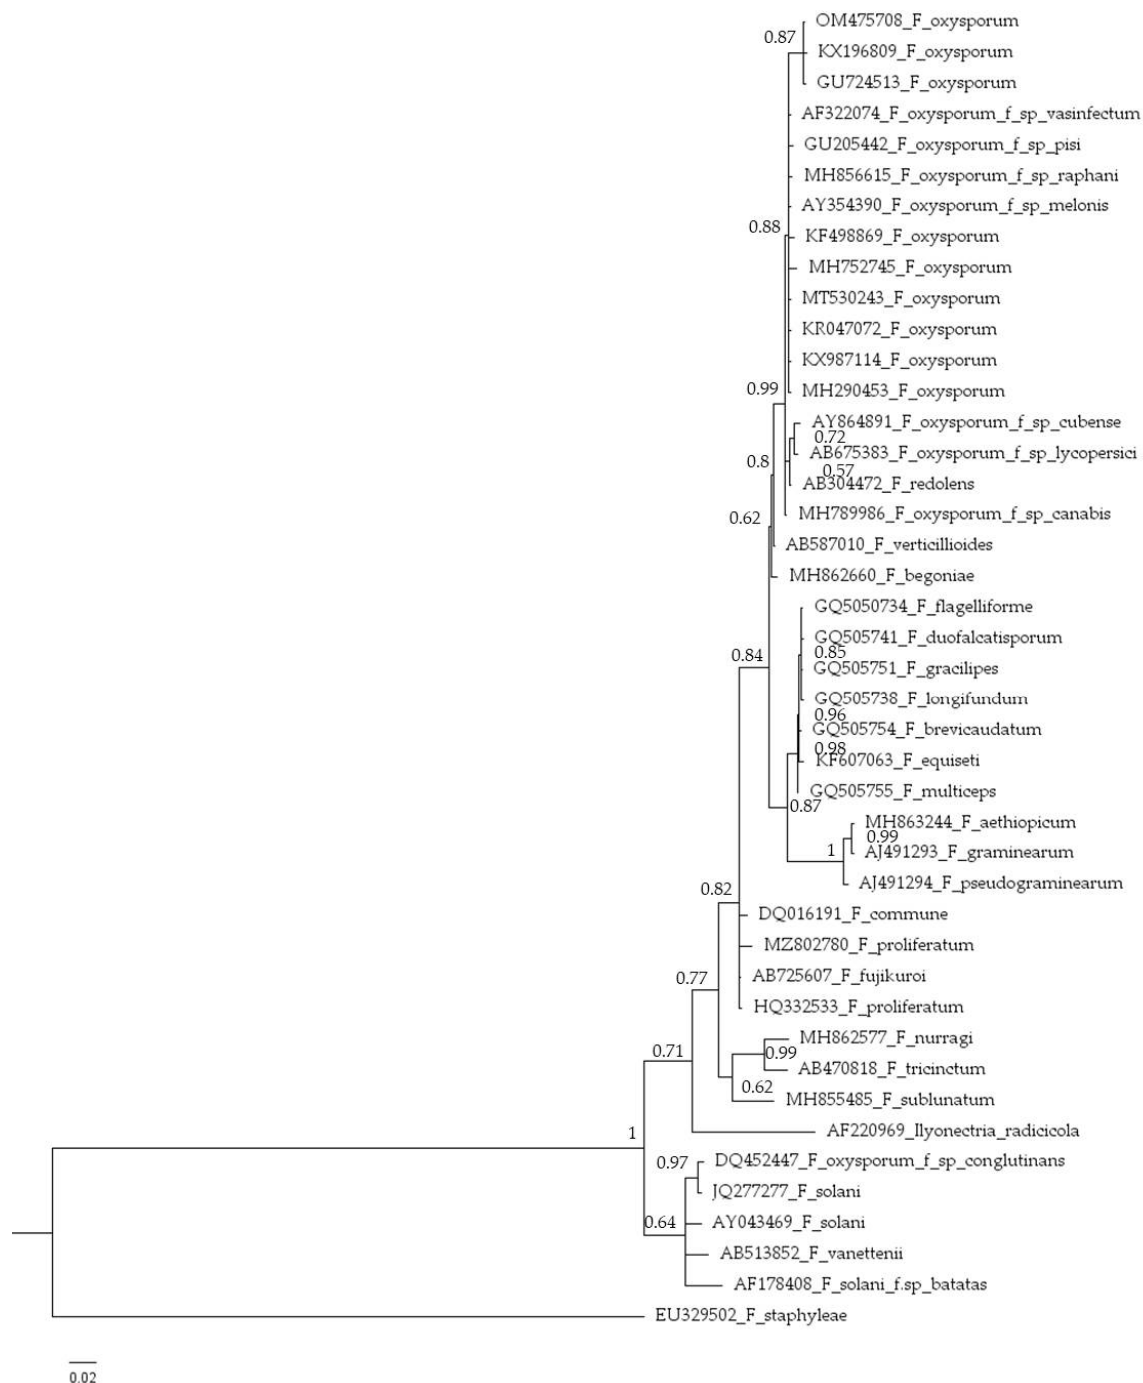 OM475708_F_oxysporum
0.87
KX196809_F_oxysporum
GU724513_F_oxysporum
AF322074_F_oxysporum_f_sp_vasinfectum
GU205442_F_oxysporum_f_sp_pisi
MH856615_F_oxysporum_f_sp_raphani
AY354390_F_oxysporum_f_sp_melonis
0.88
KF498869_F_oxysporum
MH752745_F_oxysporum
MT530243_F_oxysporum
KR047072_F_oxysporum
KX987114_F_oxysporum
0.99
MH290453_F_oxysporum
AY864891_F_oxysporum_f_sp_cubense
0.72
AB675383_F_oxysporum_f_sp_lycopersici
0.8
0.57
AB304472_F_redolens
MH789986_F_oxysporum_f_sp_canabis
0.62
AB587010_F_verticillioides
MH862660_F_begoniae
GQ5050734_F_flagelliforme
GQ505741_F_duofalcatisporum
0.85
0.84
GQ505751_F_gracilipes
GQ505738_F_longifundum
0.96
GQ505754_F_brevicaudatum
0.98
KF607063_F_equiseti
GQ505755_F_multiceps
0.87
MH863244_F_aethiopicum
0.99
1
AJ491293_F_graminearum
AJ491294_F_pseudograminearum
0.82
DQ016191_F_commune
MZ802780_F_proliferatum
0.77
AB725607_F_fujikuroi
HQ332533_F_proliferatum
MH862577_F_nurragi
0.71
0.99
AB470818_F_tricinctum
0.62
MH855485_F_sublunatum
1
AF220969_Ilyonectria_radicicola
0.97
DQ452447_F_oxysporum_f_sp_conglutinans
JQ277277_F_solani
0.64
AY043469_F_solani
AB513852_F_vanettenii
AF178408_F_solani_f.sp_batatas
EU329502_F_staphyleae
0.02